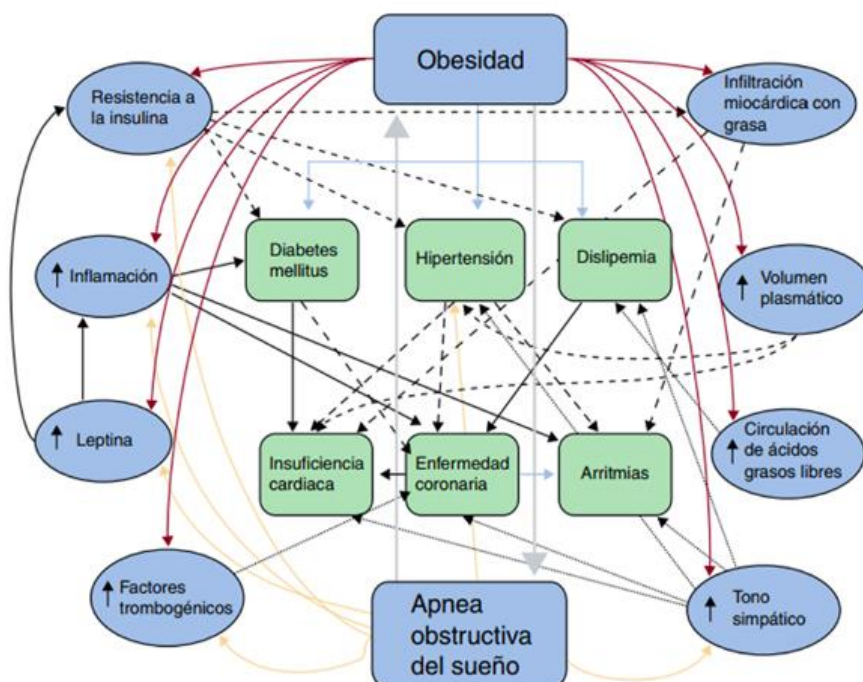 Obesidad
Resistencia a
la insulina
Infiltración
miocárdica con
grasa
Diabetes
mellitus
Hipertensión
Dislipemia
Inflamación
Volumen
plasmático
Leptina
Insuficiencia
cardiaca
Enfermedad
coronaria
Arritmias
Circulación
de ácidos
grasos libres
Factores
trombogénicos
Apnea
obstructiva
del sueño
Tono
simpático